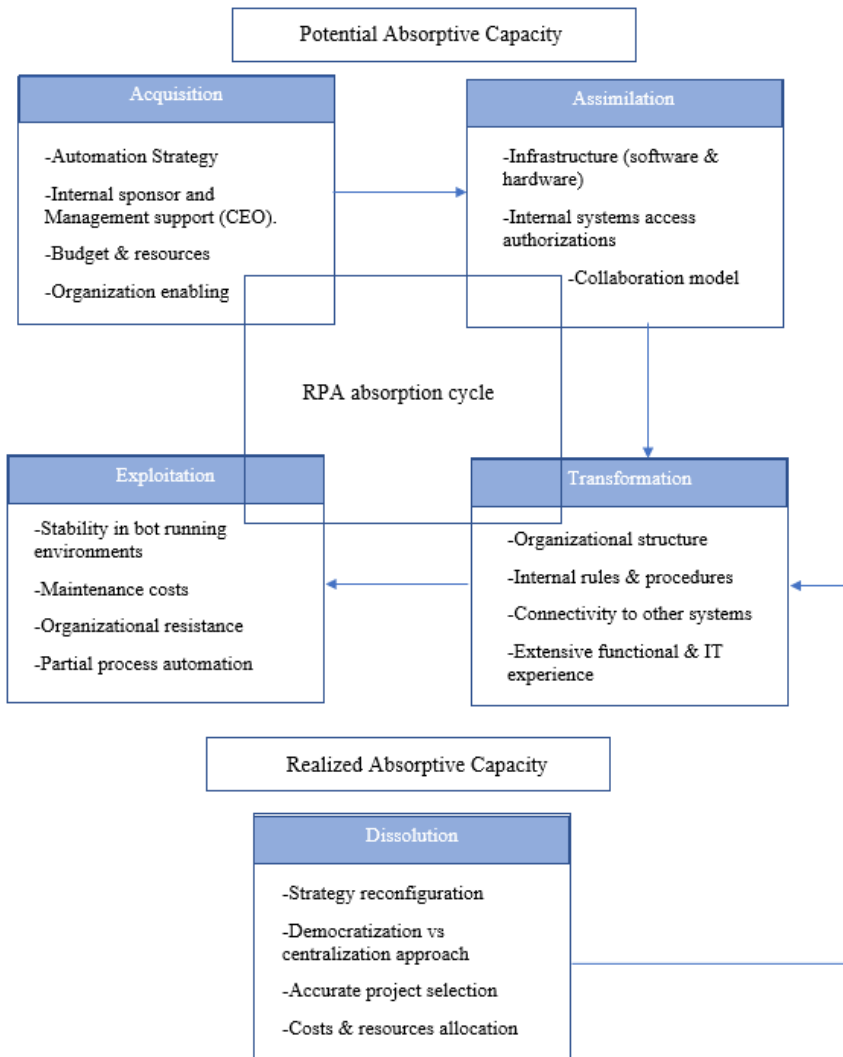 Potential Absorptive Capacity
Acquisition
-Automation Strategy
-Internal sponsor and
Management support (CEO).
-Budget & resources
-Organization enabling
Assimilation
-Infrastructure (software &
hardware)
-Internal systems access
authorizations
-Collaboration model
RPA absorption cycle
Exploitation
-Stability in bot running
environments
-Maintenance costs
-Organizational resistance
-Partial process automation
Transformation
-Organizational structure
-Internal rules & procedures
-Connectivity to other systems
-Extensive functional & IT
experience
Realized Absorptive Capacity
Dissolution
-Strategy reconfiguration
-Democratization vs
centralization approach
-Accurate project selection
-Costs & resources allocation